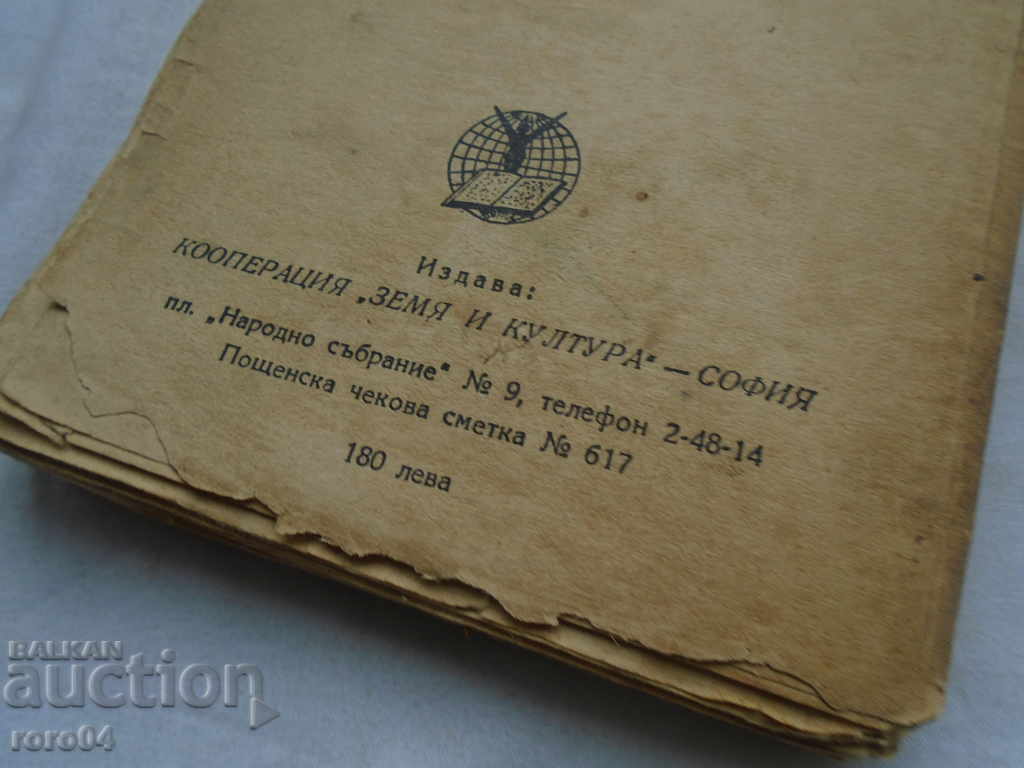 Издава:
КООПЕРАЦИЯ „ЗЕМЯ И КУЛТУРА" — СОФИЯ
пл. „Народно събрание" № 9, телефон 2-48-14
Пощенска чекова сметка № 617
180 лева
BALKAN
auction
roro04